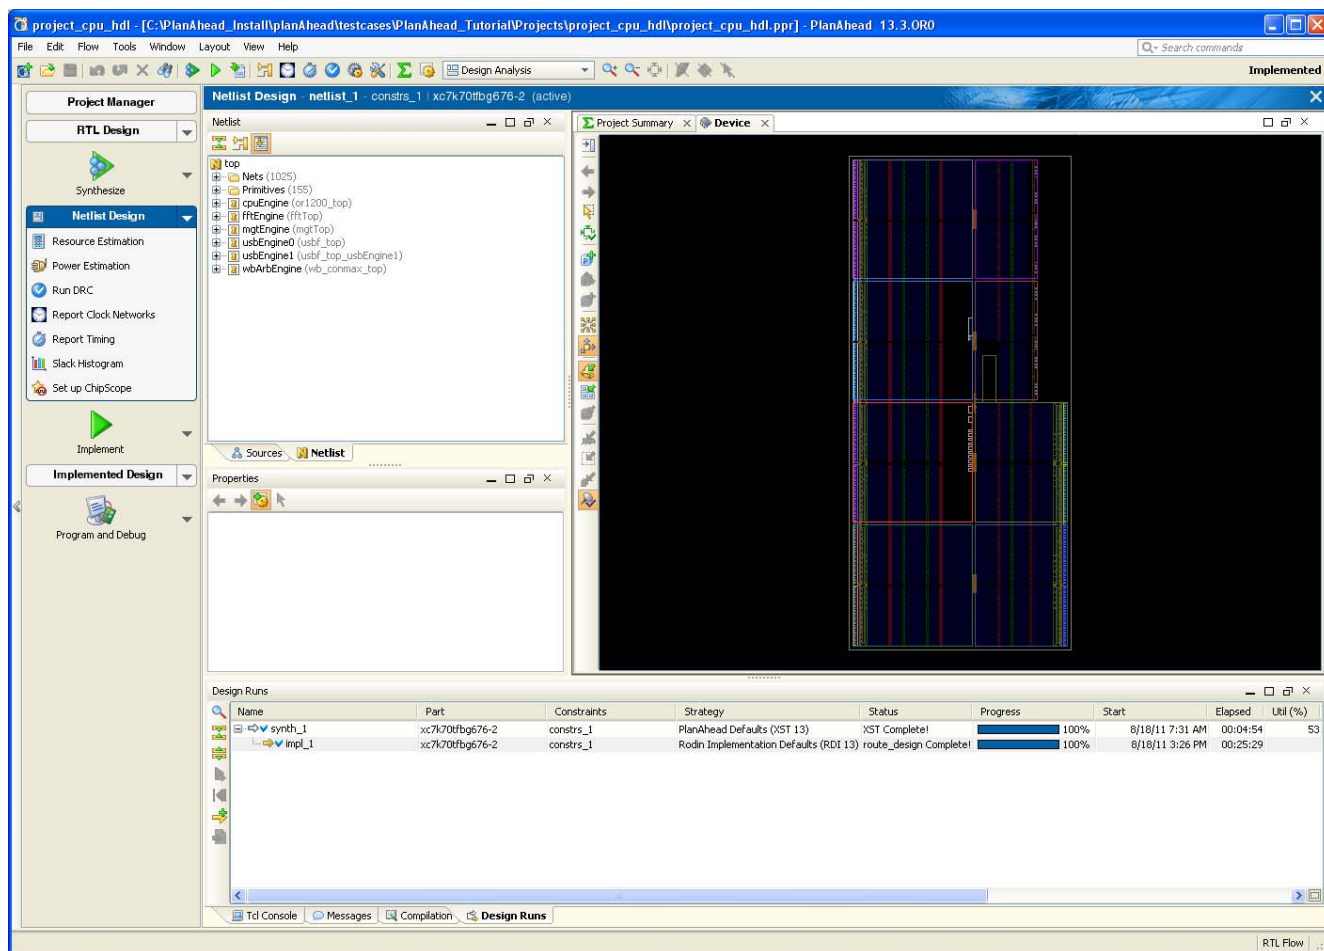 project_cpu_hdl - [C:\PlanAhead_Install\planAhead\testcases\PlanAhead_Tutorial\Projects\project_cpu_hdl\project_cpu_hdl.ppr] - PlanAhead 13.3.0R0
File Edit Flow Tools Window Layout View Help
Search commands
Design Analysis
Implemented
Project Manager
RTL Design
Synthesize
Netlist Design
Resource Estimation
Power Estimation
Run DRC
Report Clock Networks
Report Timing
Slack Histogram
Set up ChipScope
Implement
Implemented Design
Program and Debug
Netlist Design - netlist_1 - constrs_1 | xc7k70tfbg676-2 (active)
Netlist
top
Nets (1025)
Primitives (155)
cpuEngine (or1200_top)
fftEngine (fftTop)
mgtEngine (mgtTop)
usbEngine0 (usbf_top)
usbEngine1 (usbf_top_usbEngine1)
wbArbEngine (wb_conmax_top)
Sources Netlist
Properties
Project Summary Device
Design Runs
Name Part Constraints Strategy Status Progress Start Elapsed Util (%)
synth_1 xc7k70tfbg676-2 constrs_1 PlanAhead Defaults (XST 13) XST Complete! 100% 8/18/11 7:31 AM 00:04:54 53
impl_1 xc7k70tfbg676-2 constrs_1 Rodin Implementation Defaults (RDI 13) route_design Complete! 100% 8/18/11 3:26 PM 00:25:29
Tcl Console Messages Compilation Design Runs
RTL Flow